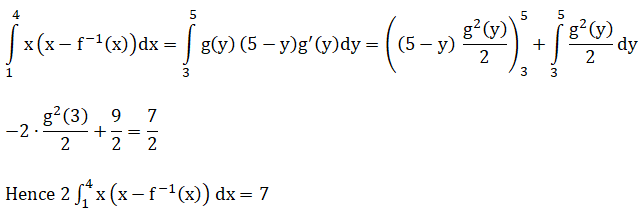 ∫₁⁴ x(x − f⁻¹(x))dx = ∫₃⁵ g(y) (5 − y)g′(y)dy = ((5 − y) g²(y)/2)₃⁵ + ∫₃⁵ g²(y)/2 dy
−2 · g²(3)/2 + 9/2 = 7/2
Hence 2 ∫₁⁴ x(x − f⁻¹(x)) dx = 7